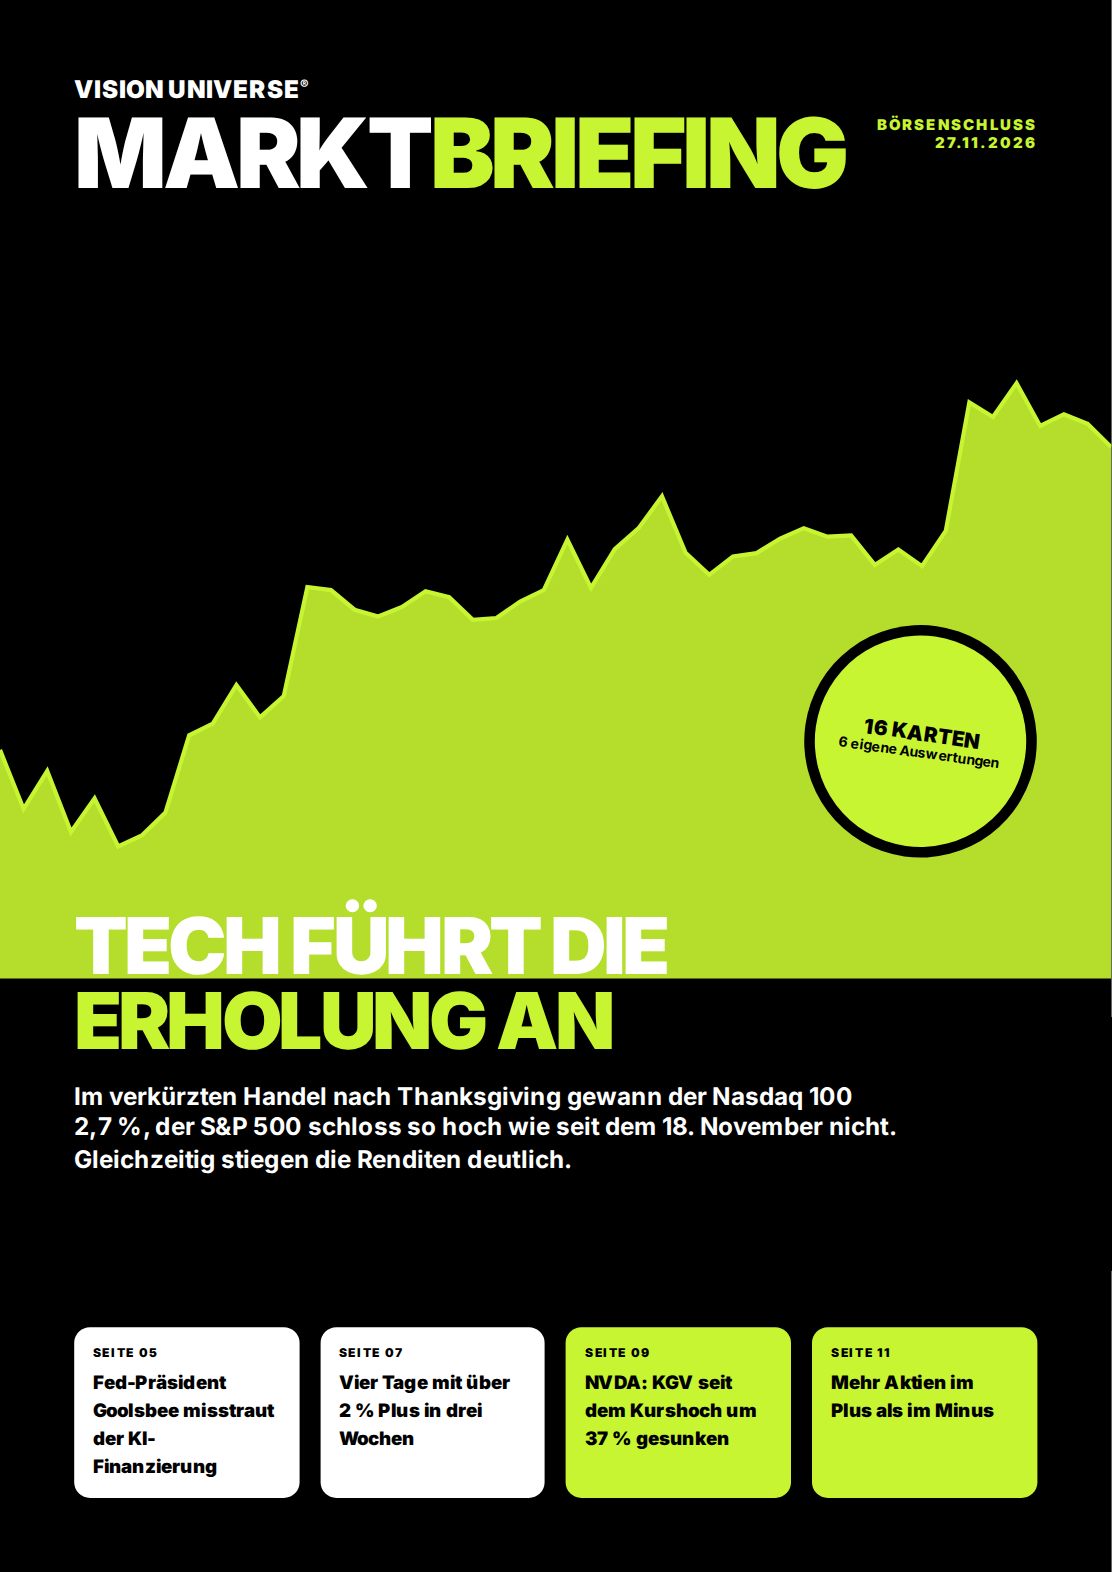 VISION UNIVERSE®
MARKTBRIEFING
BÖRSENSCHLUSS
27.11.2026
16 KARTEN
6 eigene Auswertungen
TECH FÜHRT DIE
ERHOLUNG AN
Im verkürzten Handel nach Thanksgiving gewann der Nasdaq 100
2,7 %, der S&P 500 schloss so hoch wie seit dem 18. November nicht.
Gleichzeitig stiegen die Renditen deutlich.
SEITE 05
Fed-Präsident
Goolsbee misstraut
der KI-
Finanzierung
SEITE 07
Vier Tage mit über
2 % Plus in drei
Wochen
SEITE 09
NVDA: KGV seit
dem Kurshoch um
37 % gesunken
SEITE 11
Mehr Aktien im
Plus als im Minus